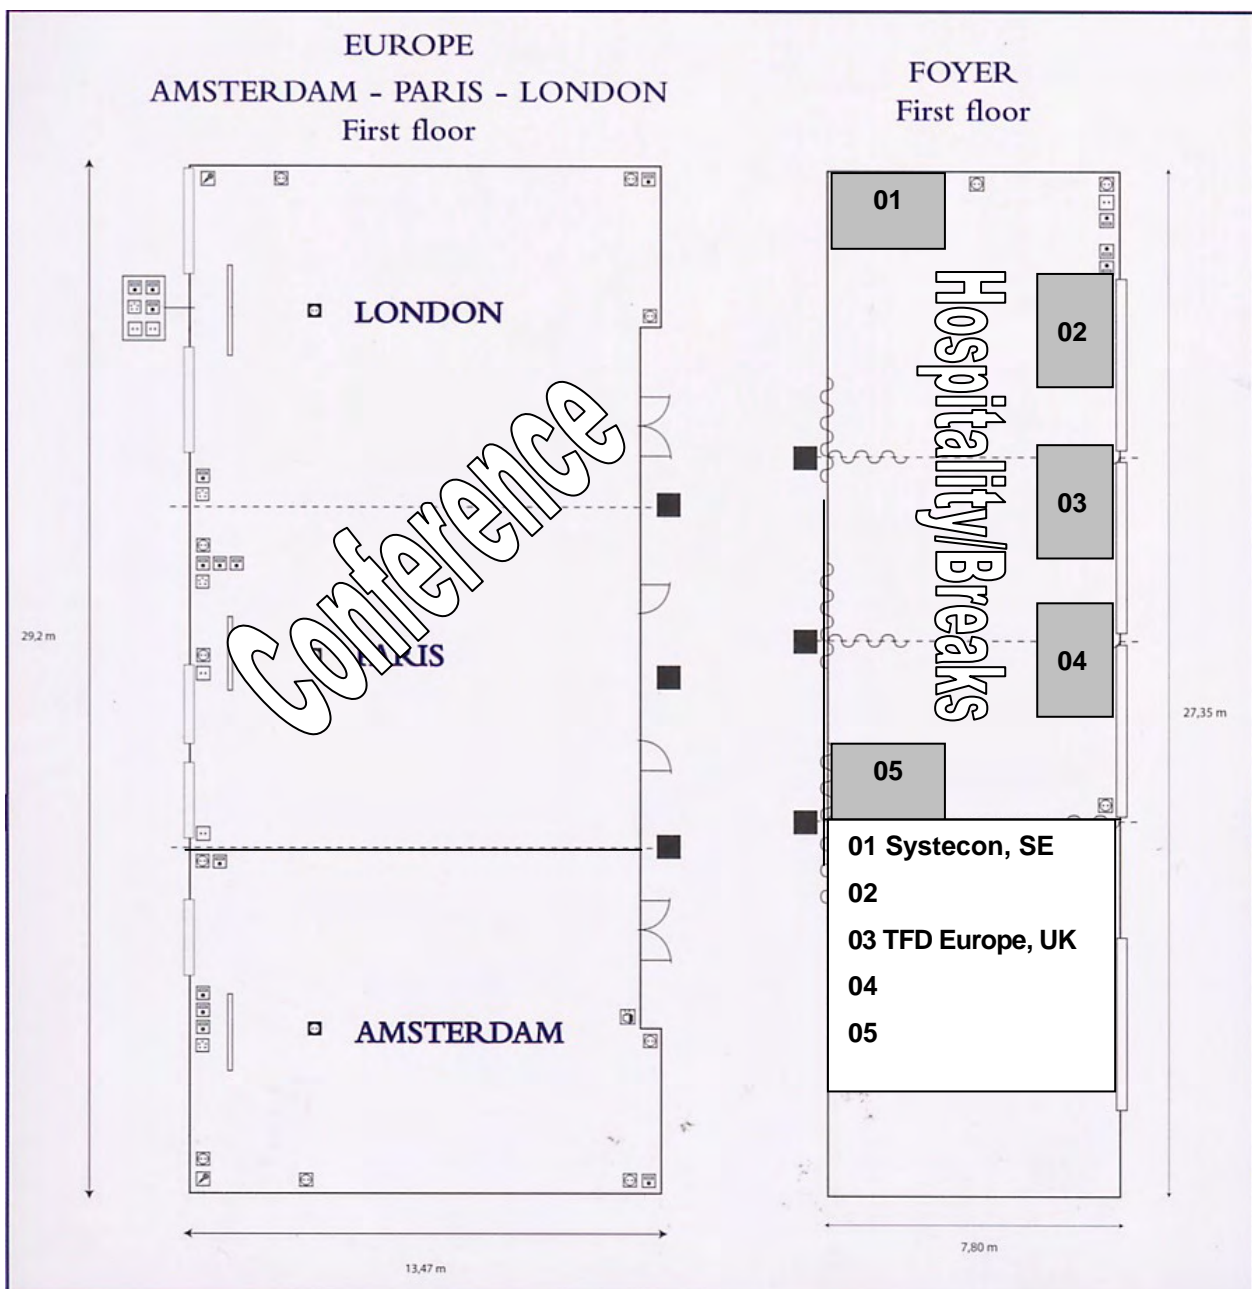 EUROPE
AMSTERDAM - PARIS - LONDON
First floor
FOYER
First floor
LONDON
Conference
PARIS
AMSTERDAM
29,2 m
13,47 m
01
02
Hospitality/Breaks
03
04
05
01 Systecon, SE
02
03 TFD Europe, UK
04
05
27,35 m
7,80 m